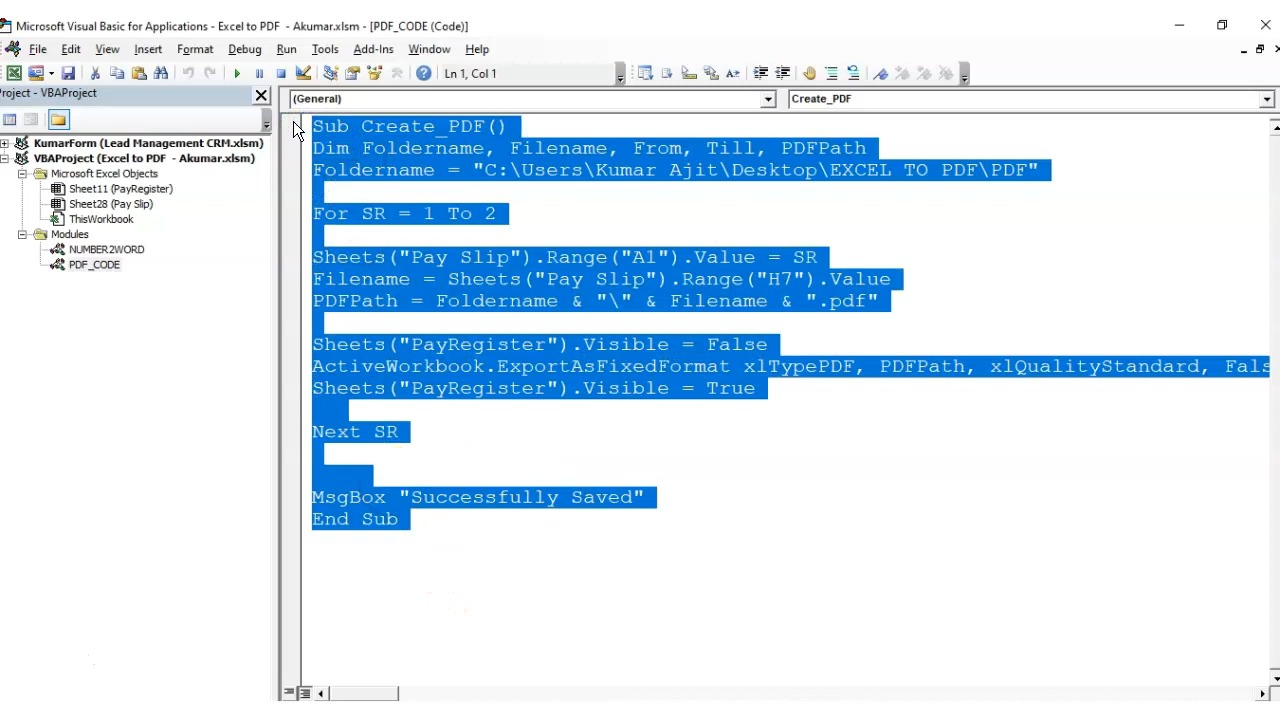 Microsoft Visual Basic for Applications - Excel to PDF - Akumar.xlsm - [PDF_CODE (Code)]
File Edit View Insert Format Debug Run Tools Add-Ins Window Help
Ln 1, Col 1
Project - VBAProject
(General)
Create_PDF
KumarForm (Lead Management CRM.xlsm)
VBAProject (Excel to PDF - Akumar.xlsm)
Microsoft Excel Objects
Sheet11 (PayRegister)
Sheet28 (Pay Slip)
ThisWorkbook
Modules
NUMBER2WORD
PDF_CODE
Sub Create_PDF()
Dim Foldername, Filename, From, Till, PDFPath
Foldername = "C:\Users\Kumar Ajit\Desktop\EXCEL TO PDF\PDF"
For SR = 1 To 2
Sheets("Pay Slip").Range("A1").Value = SR
Filename = Sheets("Pay Slip").Range("H7").Value
PDFPath = Foldername & "\" & Filename & ".pdf"
Sheets("PayRegister").Visible = False
ActiveWorkbook.ExportAsFixedFormat xlTypePDF, PDFPath, xlQualityStandard, Fals
Sheets("PayRegister").Visible = True
Next SR
MsgBox "Successfully Saved"
End Sub